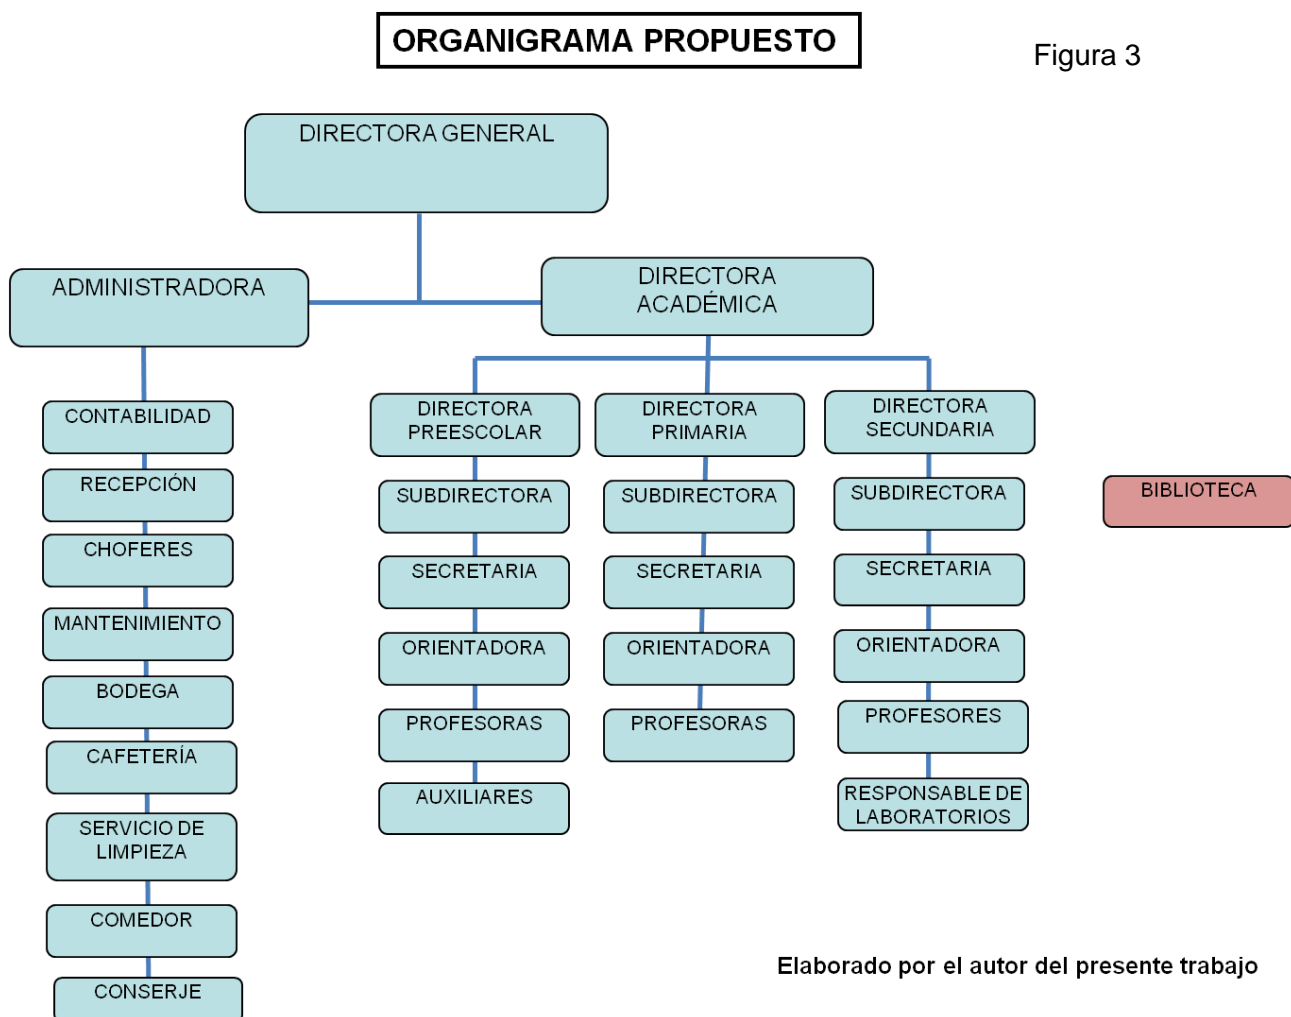 ORGANIGRAMA PROPUESTO
Figura 3
DIRECTORA GENERAL
ADMINISTRADORA
DIRECTORA
ACADÉMICA
CONTABILIDAD
RECEPCIÓN
CHOFERES
MANTENIMIENTO
BODEGA
CAFETERÍA
SERVICIO DE
LIMPIEZA
COMEDOR
CONSERJE
DIRECTORA
PREESCOLAR
SUBDIRECTORA
SECRETARIA
ORIENTADORA
PROFESORAS
AUXILIARES
DIRECTORA
PRIMARIA
SUBDIRECTORA
SECRETARIA
ORIENTADORA
PROFESORAS
DIRECTORA
SECUNDARIA
SUBDIRECTORA
SECRETARIA
ORIENTADORA
PROFESORES
RESPONSABLE DE
LABORATORIOS
BIBLIOTECA
Elaborado por el autor del presente trabajo